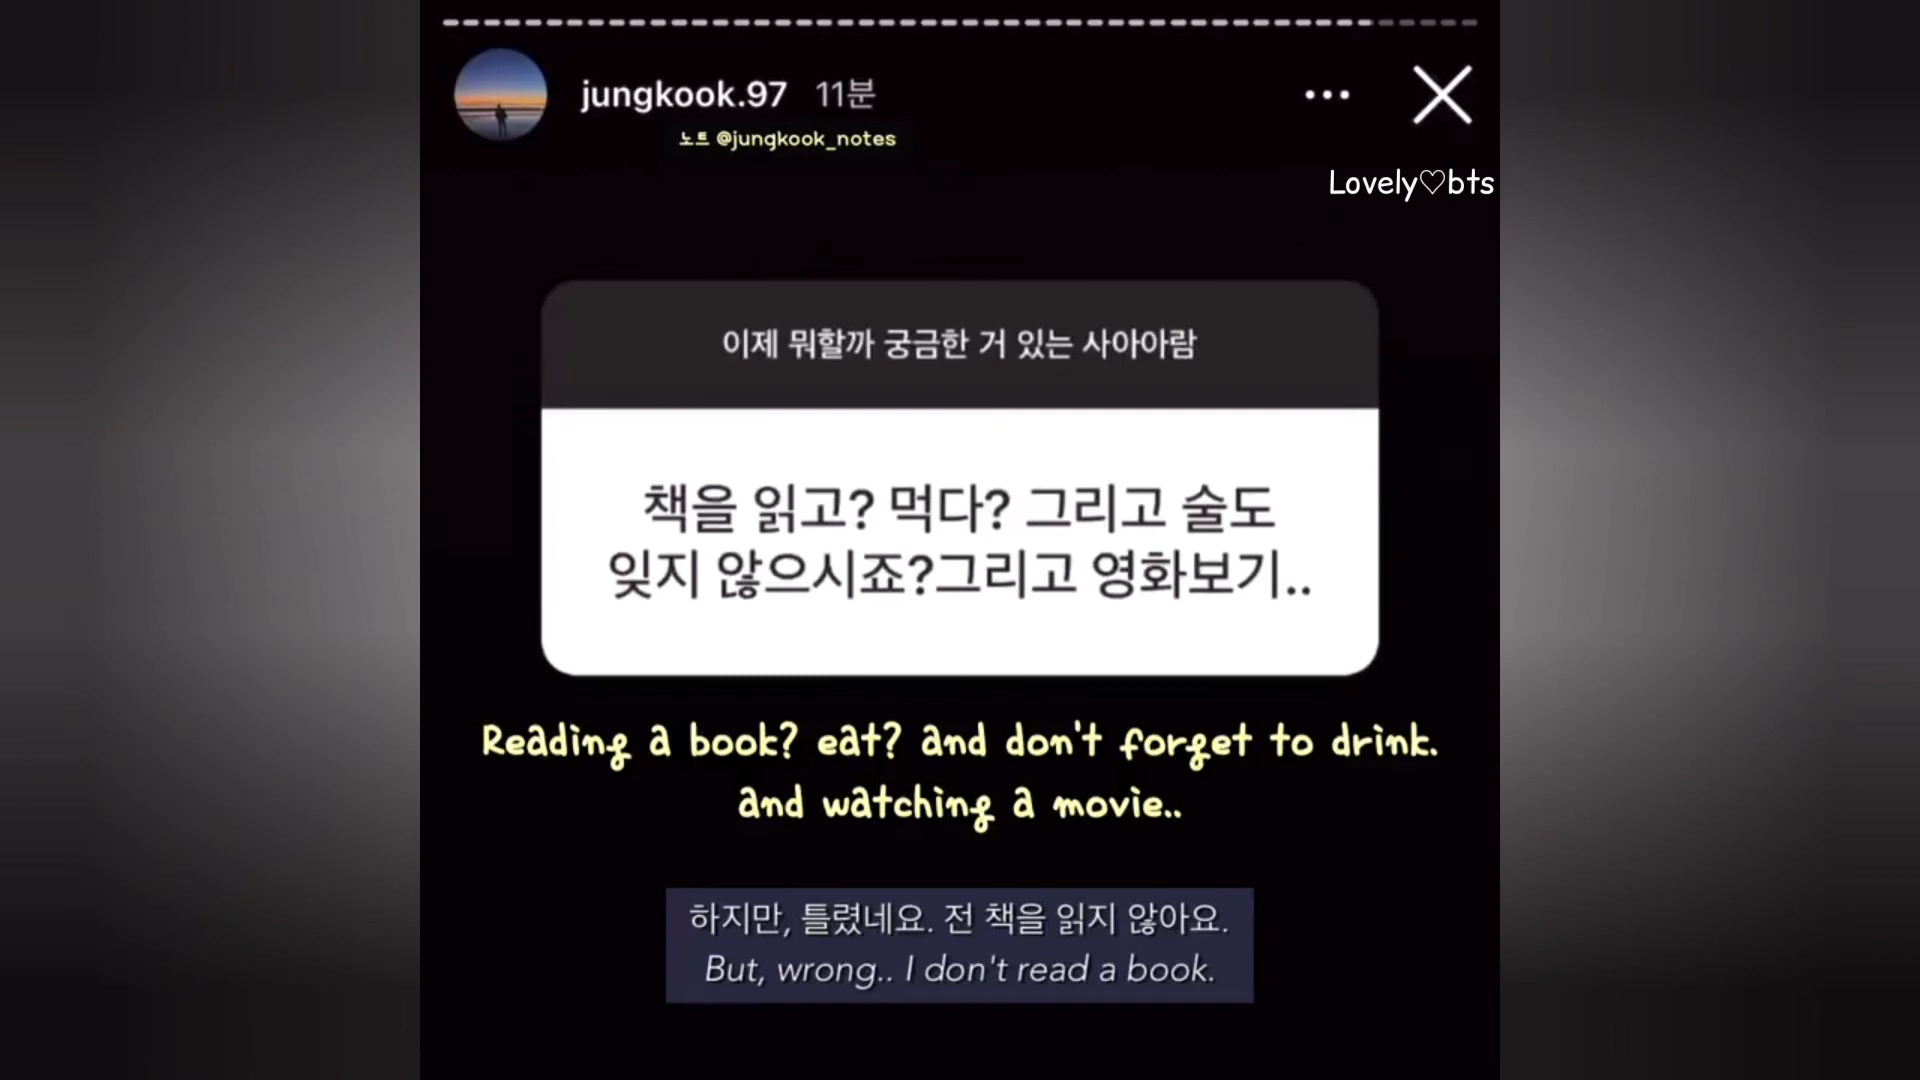 jungkook.97 11분
노트 @jungkook_notes
Lovely♡bts
이제 뭐할까 궁금한 거 있는 사아아람
책을 읽고? 먹다? 그리고 술도
잊지 않으시죠?그리고 영화보기..
Reading a book? eat? and don't forget to drink.
and watching a movie..
하지만, 틀렸네요. 전 책을 읽지 않아요.
But, wrong.. I don't read a book.